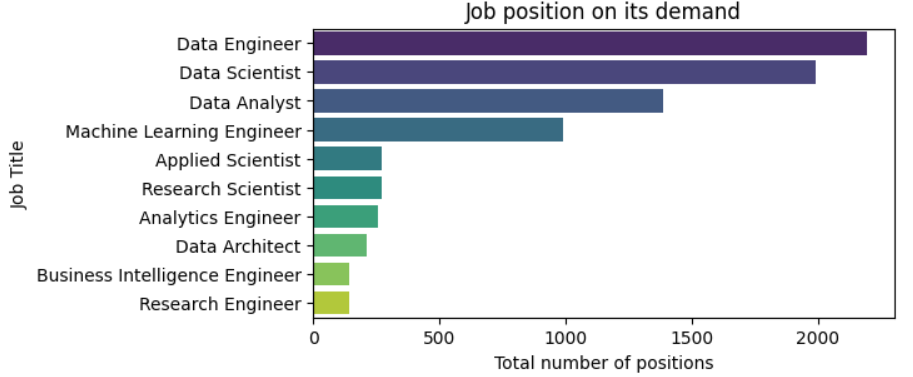 Job position on its demand
Job Title
Data Engineer
Data Scientist
Data Analyst
Machine Learning Engineer
Applied Scientist
Research Scientist
Analytics Engineer
Data Architect
Business Intelligence Engineer
Research Engineer
0 500 1000 1500 2000
Total number of positions